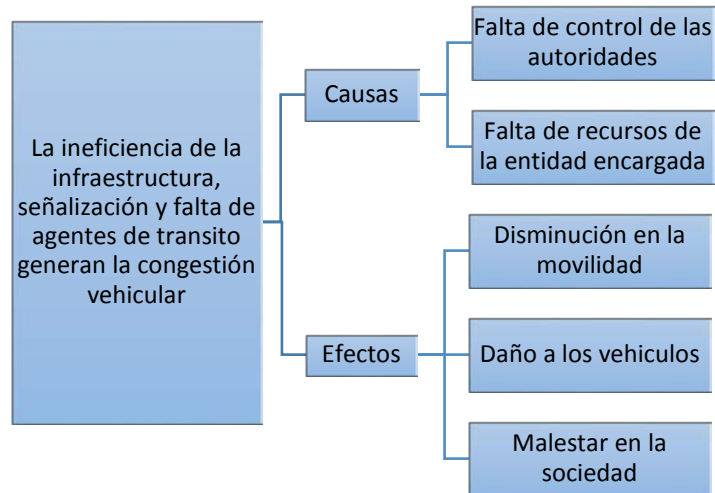 La ineficiencia de la
infraestructura,
señalización y falta de
agentes de transito
generan la congestión
vehicular
Causas
Falta de control de las
autoridades
Falta de recursos de
la entidad encargada
Efectos
Disminución en la
movilidad
Daño a los vehiculos
Malestar en la
sociedad